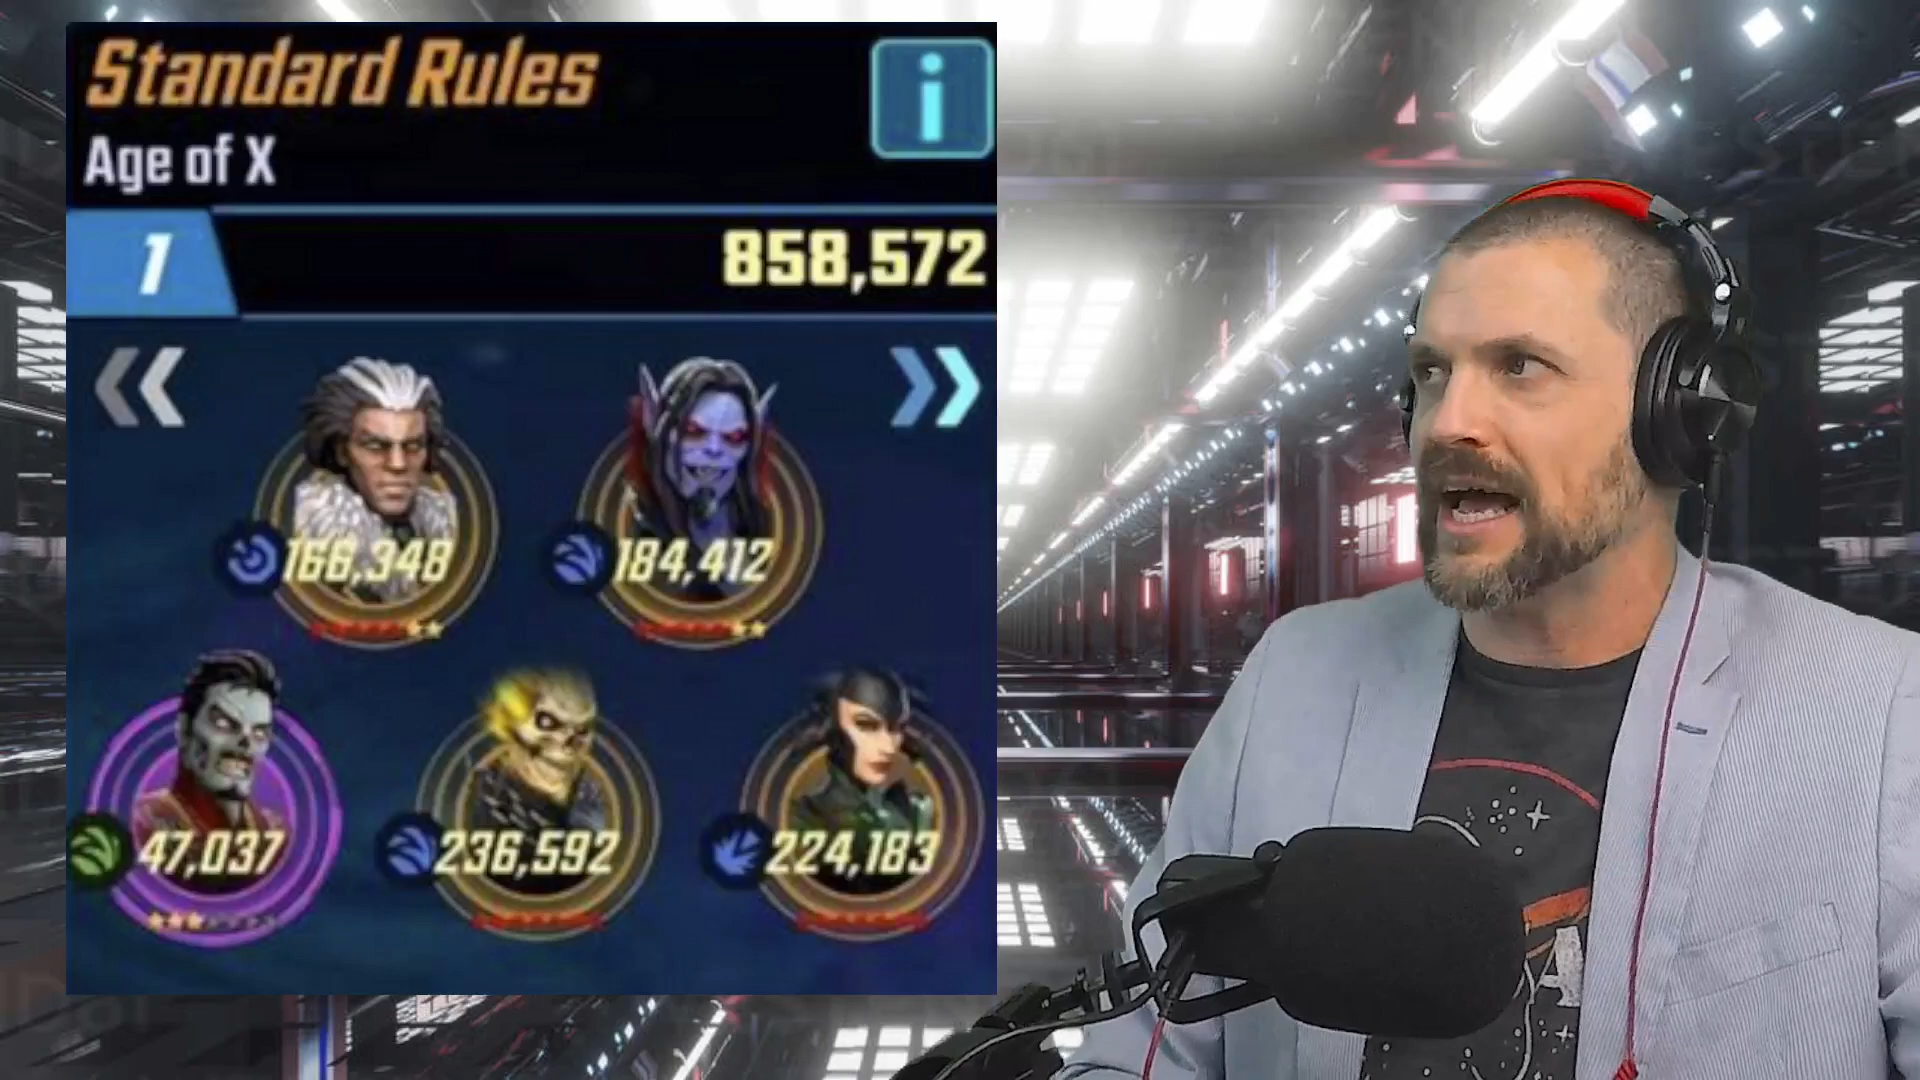 Standard Rules
Age of X
1
858,572
166,348
184,412
47,037
236,592
224,183
A